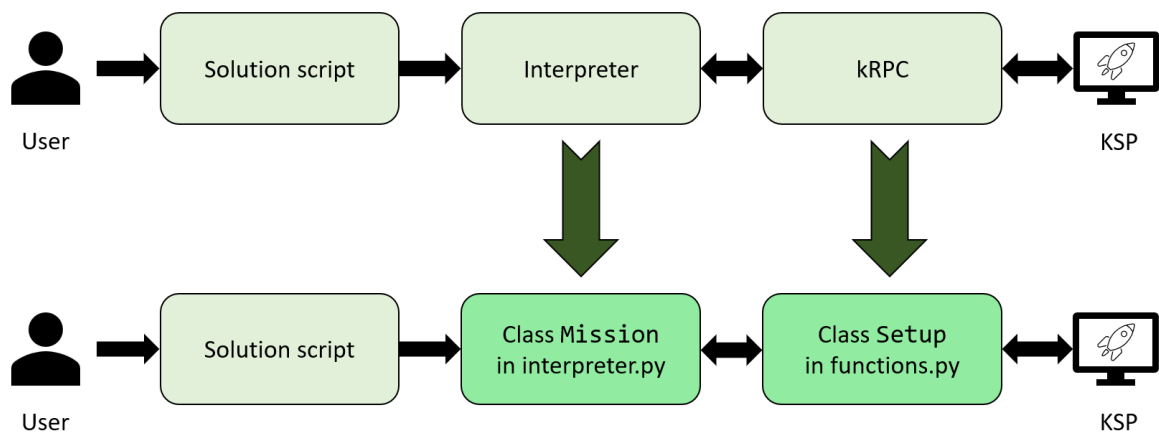 Solution script
Interpreter
kRPC
User
KSP
Solution script
Class Mission
in interpreter.py
Class Setup
in functions.py
User
KSP